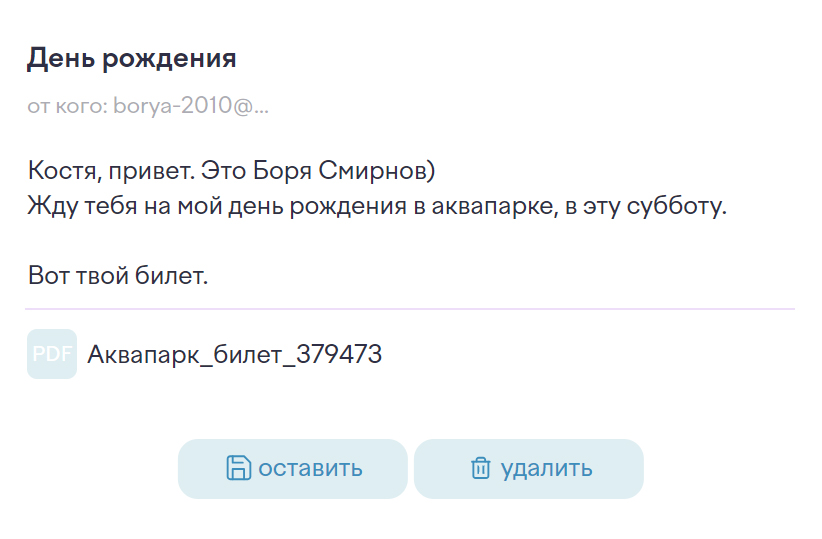 День рождения
от кого: borya-2010@...
Костя, привет. Это Боря Смирнов)
Жду тебя на мой день рождения в аквапарке, в эту субботу.
Вот твой билет.
PDF Аквапарк_билет_379473
оставить удалить